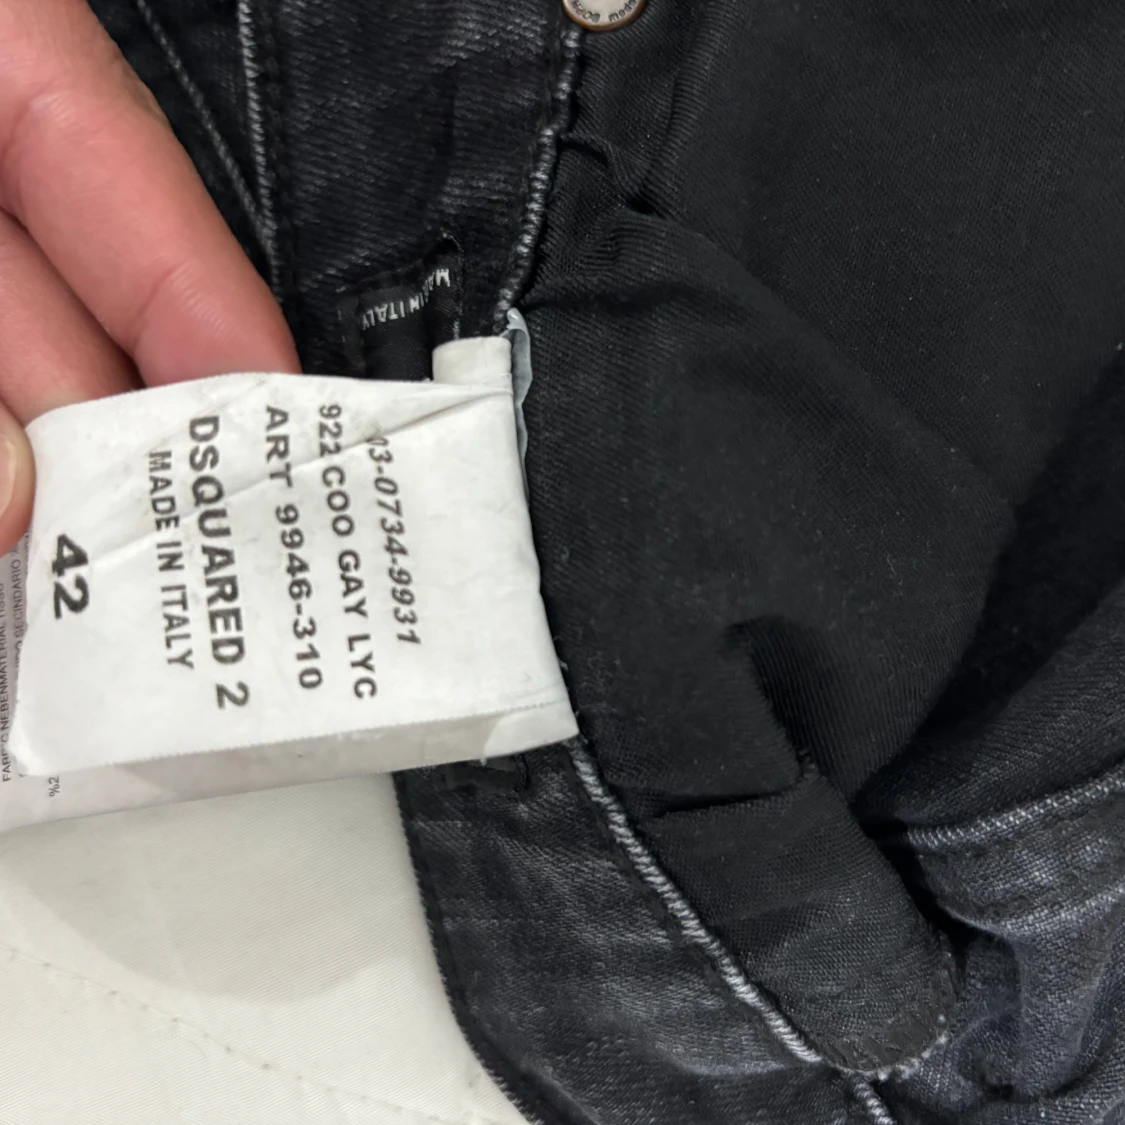 MADE IN ITALY
03-0734-9931
922 COO GAY LYC
ART 9946-310
DSQUARED 2
MADE IN ITALY
42